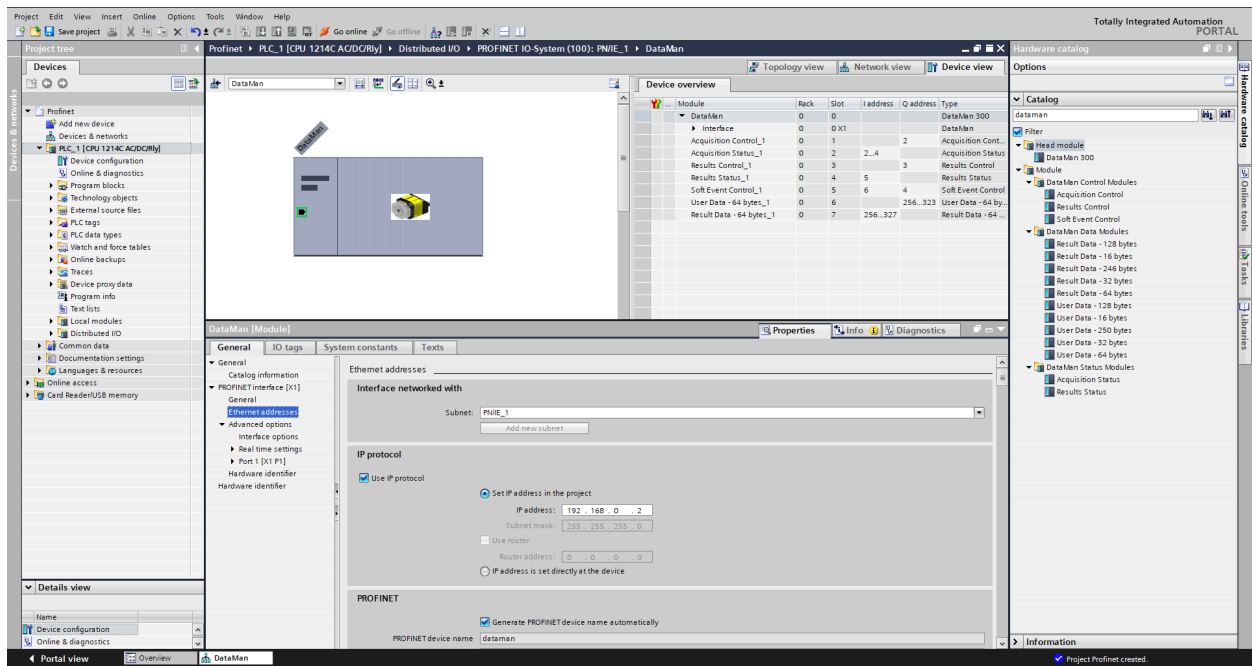 Project Edit View Insert Online Options Tools Window Help
Totally Integrated Automation
PORTAL
Save project
Go online
Go offline
Project tree
Profinet ▸ PLC_1 [CPU 1214C AC/DC/Rly] ▸ Distributed I/O ▸ PROFINET IO-System (100): PN/IE_1 ▸ DataMan
Hardware catalog
Devices
Topology view
Network view
Device view
Options
DataMan
Device overview
Devices & networks
Profinet
Add new device
Devices & networks
PLC_1 [CPU 1214C AC/DC/Rly]
Device configuration
Online & diagnostics
Program blocks
Technology objects
External source files
PLC tags
PLC data types
Watch and force tables
Online backups
Traces
Device proxy data
Program info
Text lists
Local modules
Distributed I/O
Common data
Documentation settings
Languages & resources
Online access
Card Reader/USB memory
DataMan
... Module Rack Slot I address Q address Type
DataMan 0 0 DataMan 300
Interface 0 0 X1 DataMan
Acquisition Control_1 0 1 2 Acquisition Cont...
Acquisition Status_1 0 2 2...4 Acquisition Status
Results Control_1 0 3 3 Results Control
Results Status_1 0 4 5 Results Status
Soft Event Control_1 0 5 6 4 Soft Event Control
User Data - 64 bytes_1 0 6 256...323 User Data - 64 by...
Result Data - 64 bytes_1 0 7 256...327 Result Data - 64 ...
Catalog
dataman
Filter
Head module
DataMan 300
Module
DataMan Control Modules
Acquisition Control
Results Control
Soft Event Control
DataMan Data Modules
Result Data - 128 bytes
Result Data - 16 bytes
Result Data - 246 bytes
Result Data - 32 bytes
Result Data - 64 bytes
User Data - 128 bytes
User Data - 16 bytes
User Data - 250 bytes
User Data - 32 bytes
User Data - 64 bytes
DataMan Status Modules
Acquisition Status
Results Status
Hardware catalog
Online tools
Tasks
Libraries
DataMan [Module]
Properties
Info
Diagnostics
General
IO tags
System constants
Texts
General
Catalog information
PROFINET interface [X1]
General
Ethernet addresses
Advanced options
Interface options
Real time settings
Port 1 [X1 P1]
Hardware identifier
Hardware identifier
Ethernet addresses
Interface networked with
Subnet: PN/IE_1
Add new subnet
IP protocol
Use IP protocol
Set IP address in the project
IP address: 192 . 168 . 0 . 2
Subnet mask: 255 . 255 . 255 . 0
Use router
Router address: 0 . 0 . 0 . 0
IP address is set directly at the device
PROFINET
Generate PROFINET device name automatically
PROFINET device name dataman
Details view
Name
Device configuration
Online & diagnostics
Information
Portal view
Overview
DataMan
Project Profinet created.